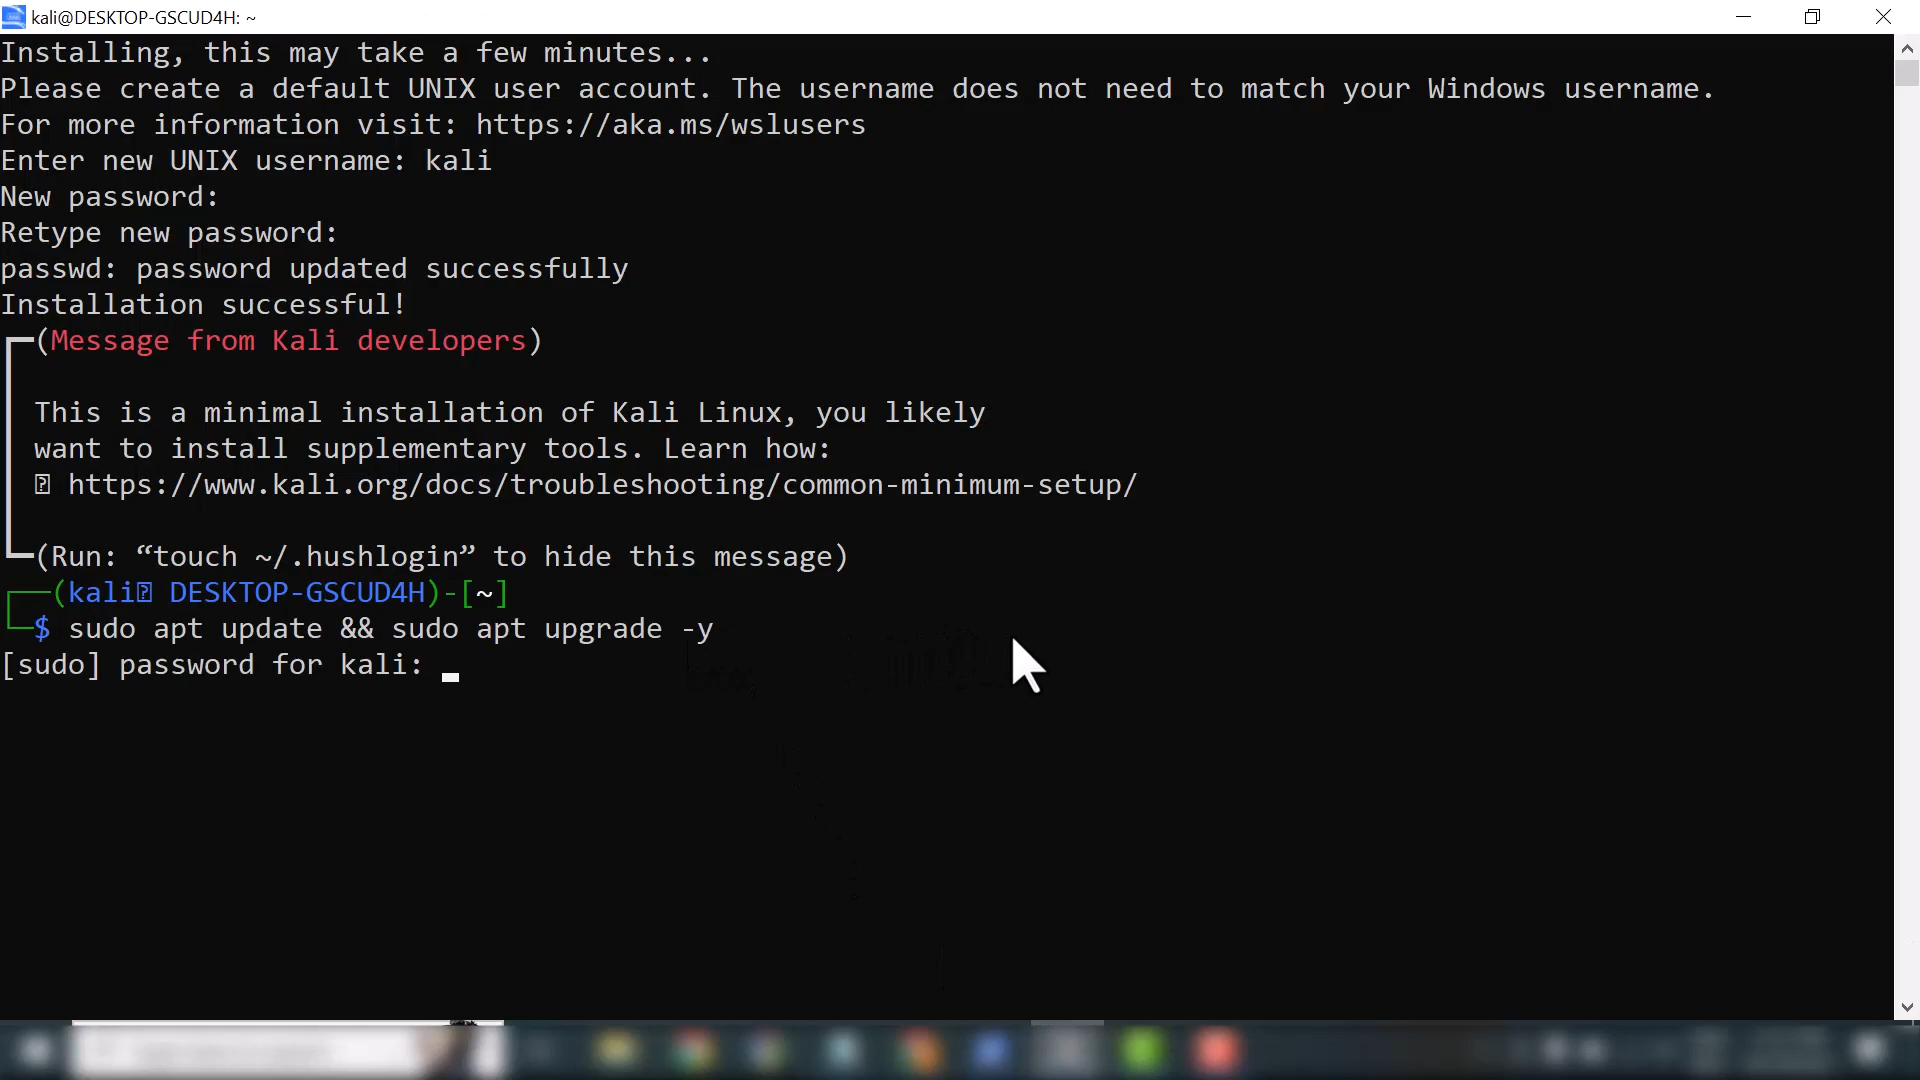 kali@DESKTOP-GSCUD4H: ~
Installing, this may take a few minutes...
Please create a default UNIX user account. The username does not need to match your Windows username.
For more information visit: https://aka.ms/wslusers
Enter new UNIX username: kali
New password:
Retype new password:
passwd: password updated successfully
Installation successful!
┏━(Message from Kali developers)
┃
┃ This is a minimal installation of Kali Linux, you likely
┃ want to install supplementary tools. Learn how:
┃ ⍰ https://www.kali.org/docs/troubleshooting/common-minimum-setup/
┃
┗━(Run: “touch ~/.hushlogin” to hide this message)
┌──(kali⍰ DESKTOP-GSCUD4H)-[~]
└─$ sudo apt update && sudo apt upgrade -y
[sudo] password for kali: